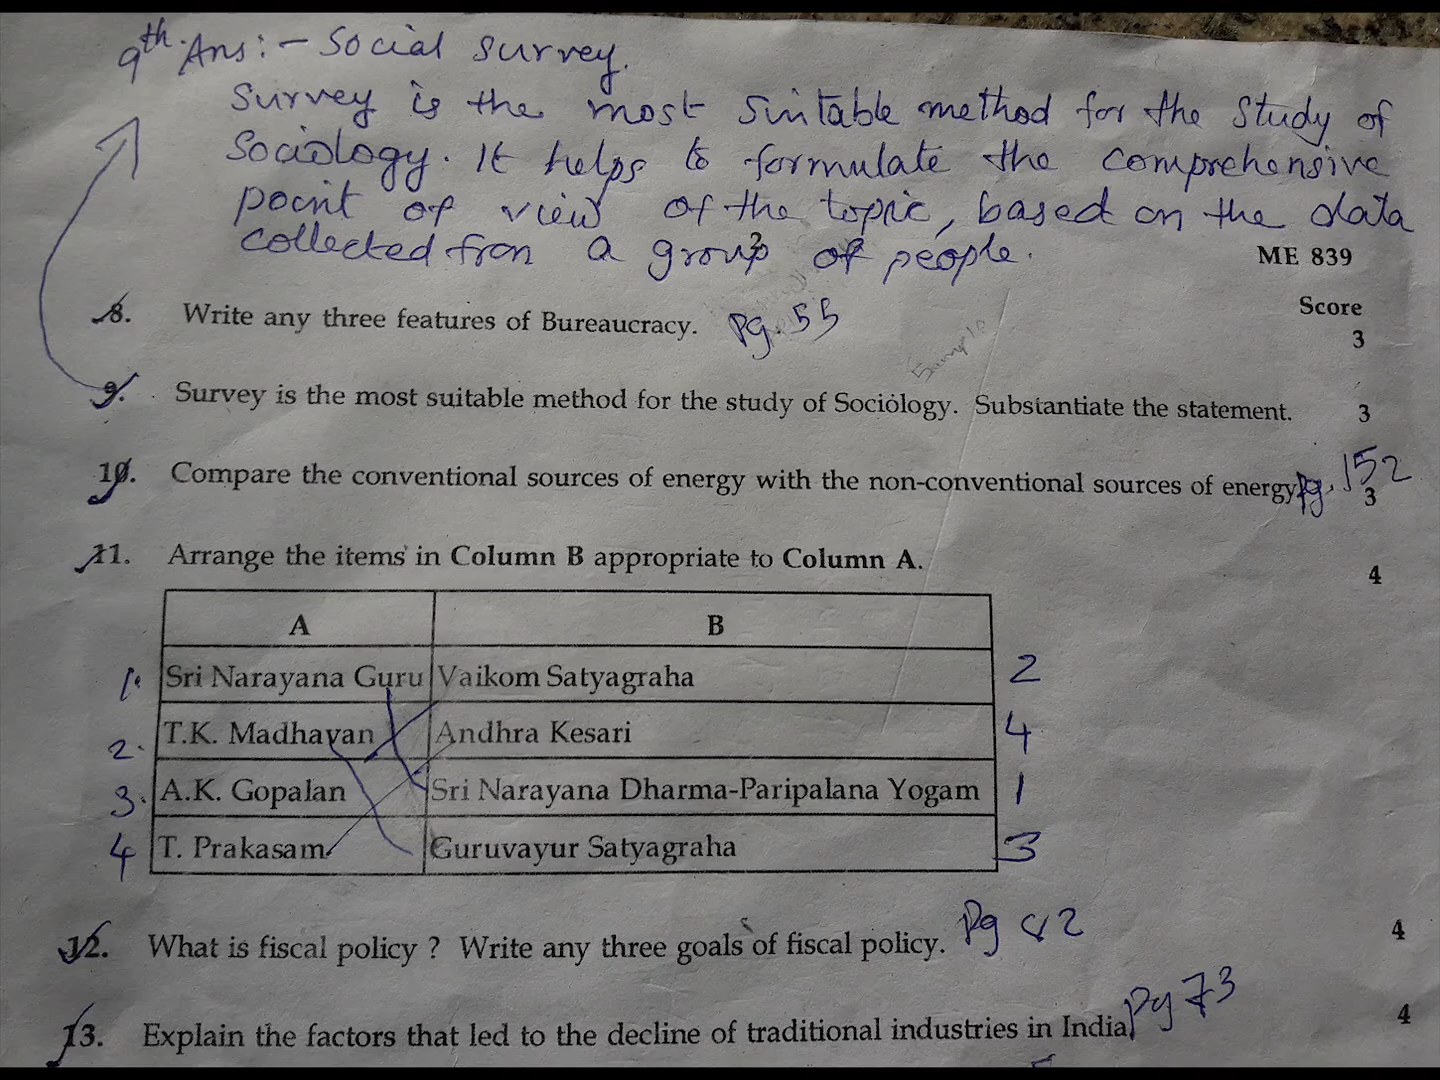 9th Ans:- Social survey.
Survey is the most suitable method for the study of
Sociology. It helps to formulate the comprehensive
point of view of the topic, based on the data
collected from a group of people.
3
ME 839
Score
8. Write any three features of Bureaucracy. Pg. 55
3
Sample
9. Survey is the most suitable method for the study of Sociology. Substantiate the statement. 3
10. Compare the conventional sources of energy with the non-conventional sources of energy. Pg. 152
3
11. Arrange the items in Column B appropriate to Column A.
4
A B
1. Sri Narayana Guru Vaikom Satyagraha 2
2. T.K. Madhavan Andhra Kesari 4
3. A.K. Gopalan Sri Narayana Dharma-Paripalana Yogam 1
4 T. Prakasam Guruvayur Satyagraha 3
12. What is fiscal policy ? Write any three goals of fiscal policy. Pg 82 4
13. Explain the factors that led to the decline of traditional industries in India. Pg 73 4